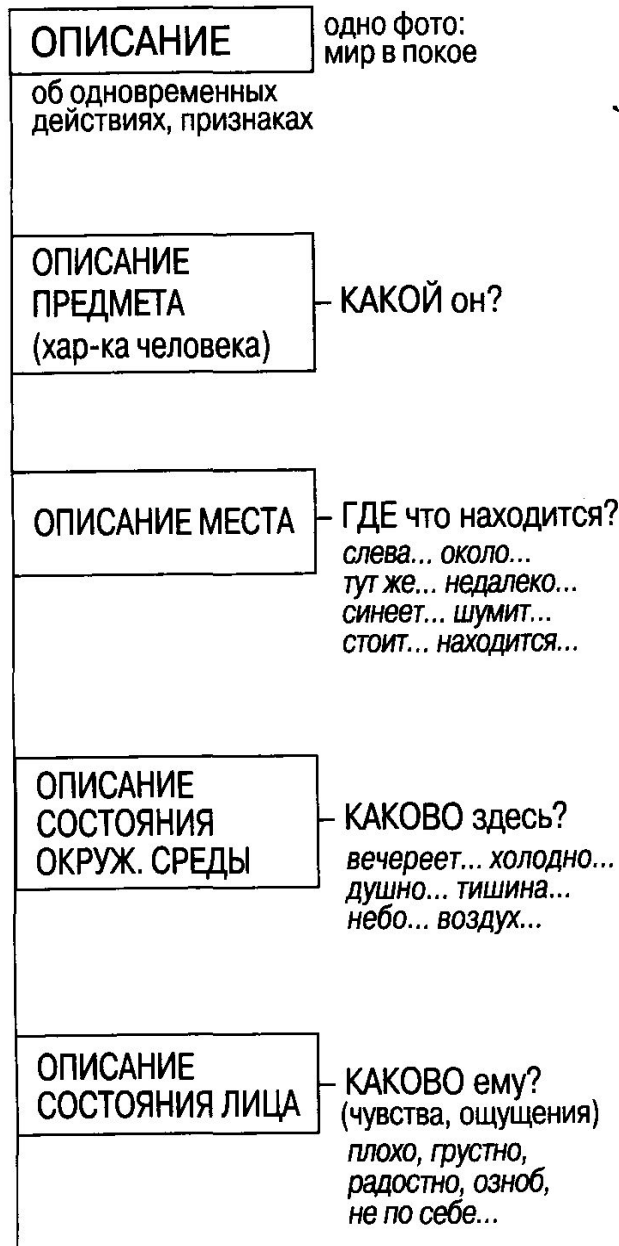 ОПИСАНИЕ
одно фото:
мир в покое
об одновременных
действиях, признаках
ОПИСАНИЕ
ПРЕДМЕТА
(хар-ка человека)
КАКОЙ он?
ОПИСАНИЕ МЕСТА
ГДЕ что находится?
слева... около...
тут же... недалеко...
синеет... шумит...
стоит... находится...
ОПИСАНИЕ
СОСТОЯНИЯ
ОКРУЖ. СРЕДЫ
КАКОВО здесь?
вечереет... холодно...
душно... тишина...
небо... воздух...
ОПИСАНИЕ
СОСТОЯНИЯ ЛИЦА
КАКОВО ему?
(чувства, ощущения)
плохо, грустно,
радостно, озноб,
не по себе...